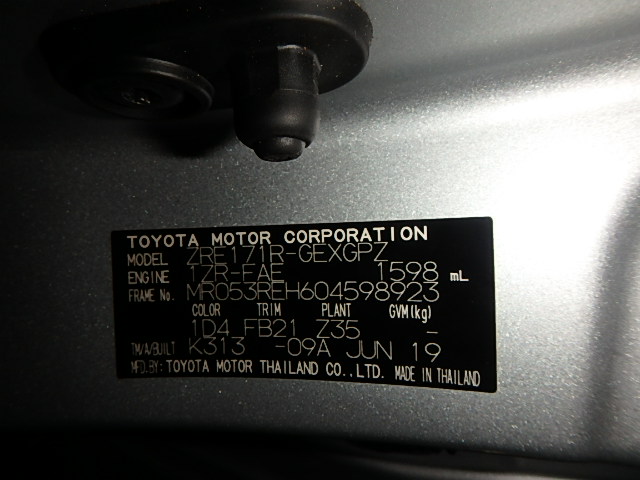 TOYOTA MOTOR CORPORATION
MODEL ZRE171R-GEXGPZ
ENGINE 1ZR-FAE 1598 mL
FRAME No. MR053REH604598923
COLOR TRIM PLANT GVM(kg)
1D4 FB21 Z35 -
TM/A/BUILT K313 -09A JUN 19
MFD.BY: TOYOTA MOTOR THAILAND CO.,LTD. MADE IN THAILAND